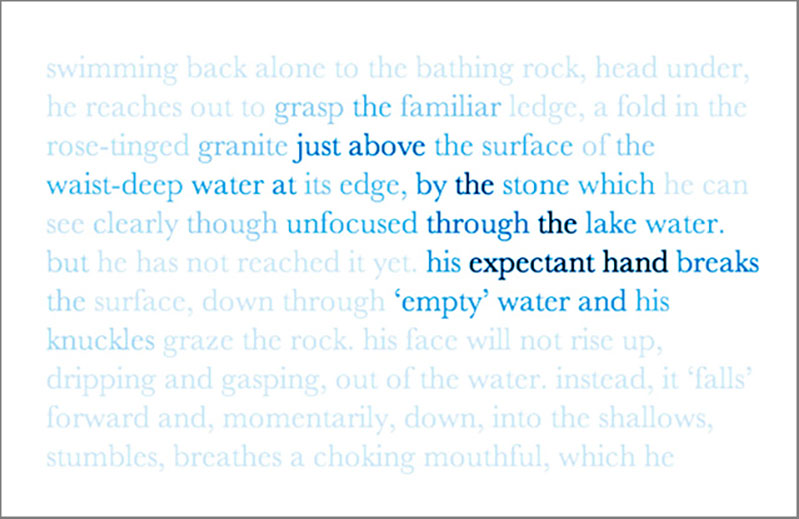 swimming back alone to the bathing rock, head under,
he reaches out to grasp the familiar ledge, a fold in the
rose-tinged granite just above the surface of the
waist-deep water at its edge, by the stone which he can
see clearly though unfocused through the lake water.
but he has not reached it yet. his expectant hand breaks
the surface, down through ‘empty’ water and his
knuckles graze the rock. his face will not rise up,
dripping and gasping, out of the water. instead, it ‘falls’
forward and, momentarily, down, into the shallows,
stumbles, breathes a choking mouthful, which he